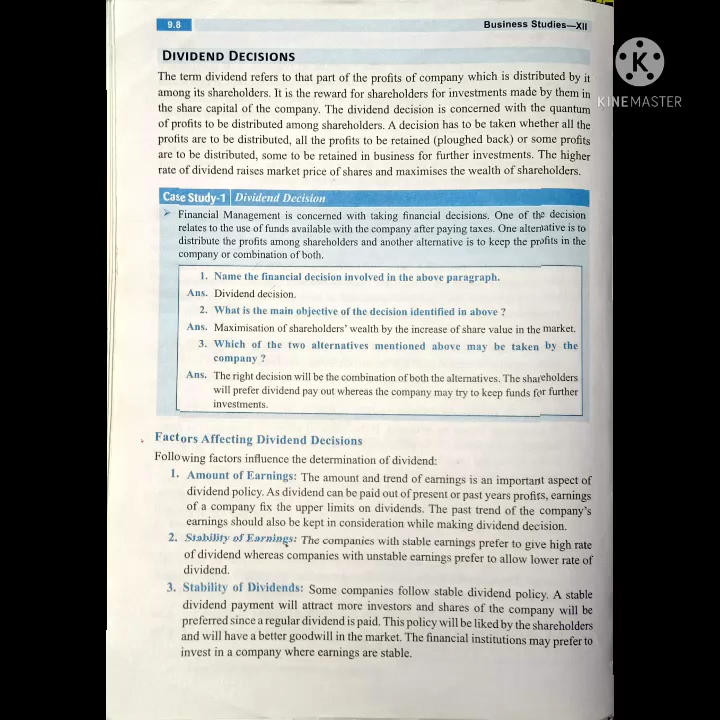 9.8
Business Studies—XII
DIVIDEND DECISIONS
The term dividend refers to that part of the profits of company which is distributed by it
among its shareholders. It is the reward for shareholders for investments made by them in
the share capital of the company. The dividend decision is concerned with the quantum
of profits to be distributed among shareholders. A decision has to be taken whether all the
profits are to be distributed, all the profits to be retained (ploughed back) or some profits
are to be distributed, some to be retained in business for further investments. The higher
rate of dividend raises market price of shares and maximises the wealth of shareholders.
K
KINEMASTER
Case Study-1 Dividend Decision
➢ Financial Management is concerned with taking financial decisions. One of the decision
relates to the use of funds available with the company after paying taxes. One alternative is to
distribute the profits among shareholders and another alternative is to keep the profits in the
company or combination of both.
1. Name the financial decision involved in the above paragraph.
Ans. Dividend decision.
2. What is the main objective of the decision identified in above ?
Ans. Maximisation of shareholders' wealth by the increase of share value in the market.
3. Which of the two alternatives mentioned above may be taken by the
company ?
Ans. The right decision will be the combination of both the alternatives. The shareholders
will prefer dividend pay out whereas the company may try to keep funds for further
investments.
Factors Affecting Dividend Decisions
Following factors influence the determination of dividend:
1. Amount of Earnings: The amount and trend of earnings is an important aspect of
dividend policy. As dividend can be paid out of present or past years profits, earnings
of a company fix the upper limits on dividends. The past trend of the company's
earnings should also be kept in consideration while making dividend decision.
2. Stability of Earnings: The companies with stable earnings prefer to give high rate
of dividend whereas companies with unstable earnings prefer to allow lower rate of
dividend.
3. Stability of Dividends: Some companies follow stable dividend policy. A stable
dividend payment will attract more investors and shares of the company will be
preferred since a regular dividend is paid. This policy will be liked by the shareholders
and will have a better goodwill in the market. The financial institutions may prefer to
invest in a company where earnings are stable.